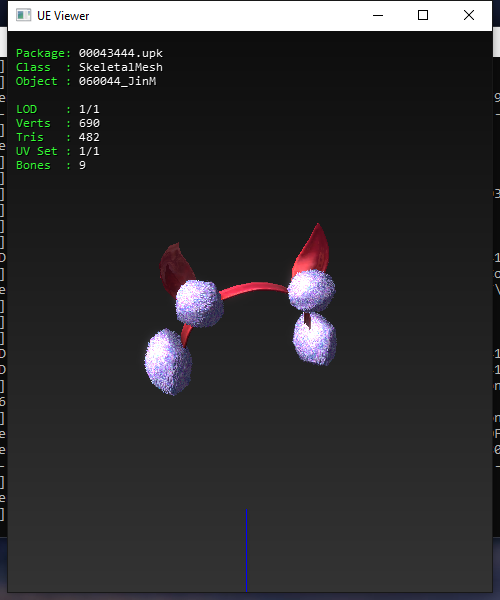 UE Viewer
Package: 00043444.upk
Class : SkeletalMesh
Object : 060044_JinM
LOD : 1/1
Verts : 690
Tris : 482
UV Set : 1/1
Bones : 9